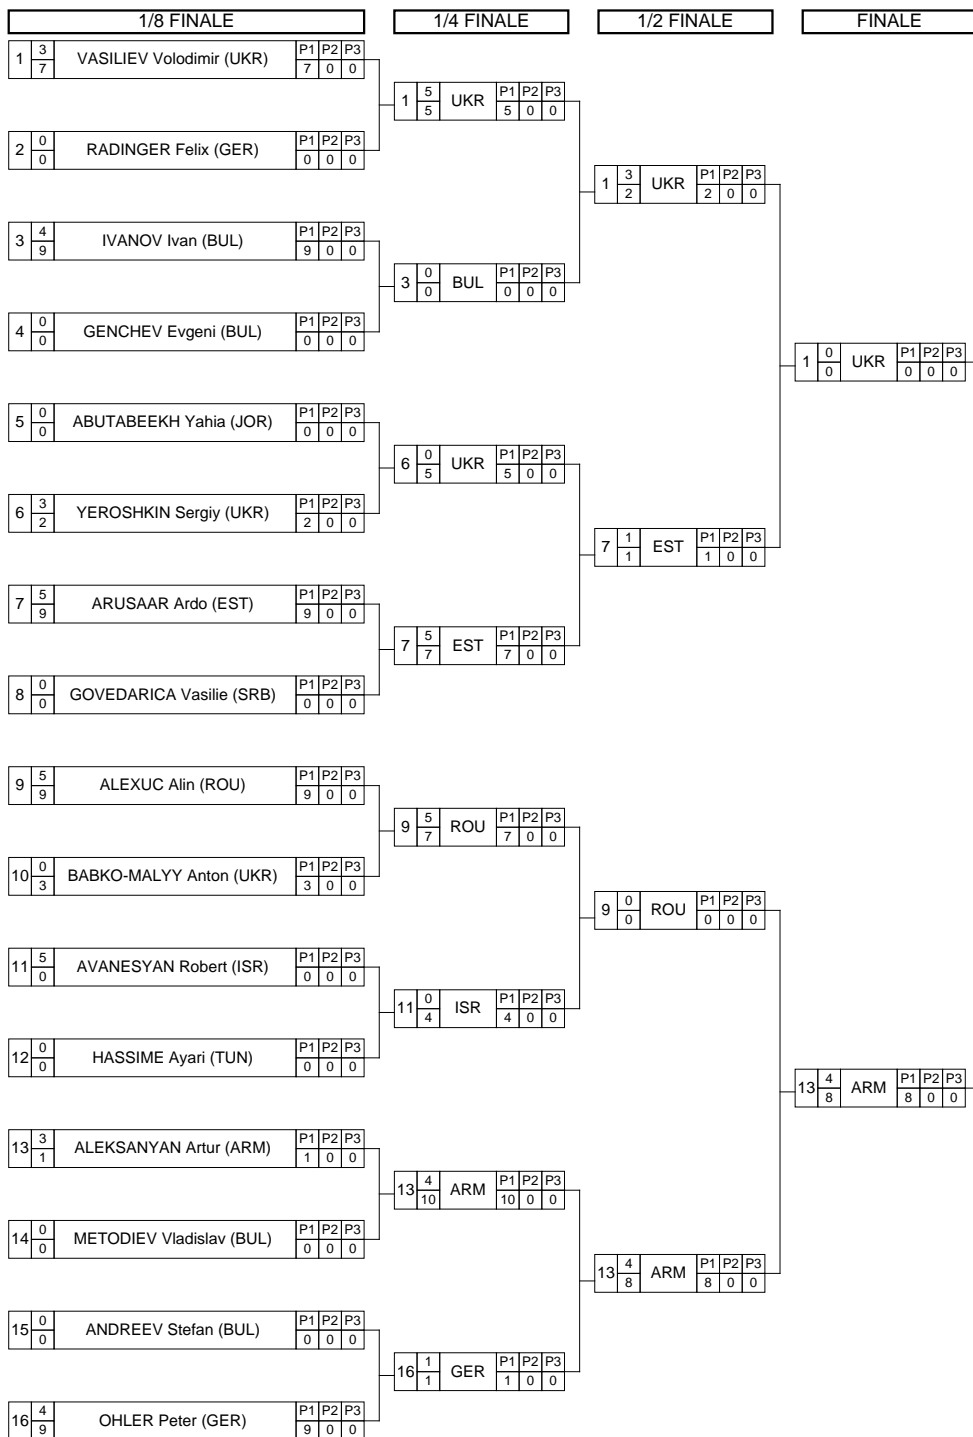 1/8 FINALE 1/4 FINALE 1/2 FINALE FINALE
1 3 7 VASILIEV Volodimir (UKR) P1 P2 P3 7 0 0
1 5 5 UKR P1 P2 P3 5 0 0
2 0 0 RADINGER Felix (GER) P1 P2 P3 0 0 0
1 3 2 UKR P1 P2 P3 2 0 0
3 4 9 IVANOV Ivan (BUL) P1 P2 P3 9 0 0
3 0 0 BUL P1 P2 P3 0 0 0
4 0 0 GENCHEV Evgeni (BUL) P1 P2 P3 0 0 0
1 0 0 UKR P1 P2 P3 0 0 0
5 0 0 ABUTABEEKH Yahia (JOR) P1 P2 P3 0 0 0
6 0 5 UKR P1 P2 P3 5 0 0
6 3 2 YEROSHKIN Sergiy (UKR) P1 P2 P3 2 0 0
7 1 1 EST P1 P2 P3 1 0 0
7 5 9 ARUSAAR Ardo (EST) P1 P2 P3 9 0 0
7 5 7 EST P1 P2 P3 7 0 0
8 0 0 GOVEDARICA Vasilie (SRB) P1 P2 P3 0 0 0
9 5 9 ALEXUC Alin (ROU) P1 P2 P3 9 0 0
9 5 7 ROU P1 P2 P3 7 0 0
10 0 3 BABKO-MALYY Anton (UKR) P1 P2 P3 3 0 0
9 0 0 ROU P1 P2 P3 0 0 0
11 5 0 AVANESYAN Robert (ISR) P1 P2 P3 0 0 0
11 0 4 ISR P1 P2 P3 4 0 0
12 0 0 HASSIME Ayari (TUN) P1 P2 P3 0 0 0
13 4 8 ARM P1 P2 P3 8 0 0
13 3 1 ALEKSANYAN Artur (ARM) P1 P2 P3 1 0 0
13 4 10 ARM P1 P2 P3 10 0 0
14 0 0 METODIEV Vladislav (BUL) P1 P2 P3 0 0 0
13 4 8 ARM P1 P2 P3 8 0 0
15 0 0 ANDREEV Stefan (BUL) P1 P2 P3 0 0 0
16 1 1 GER P1 P2 P3 1 0 0
16 4 9 OHLER Peter (GER) P1 P2 P3 9 0 0